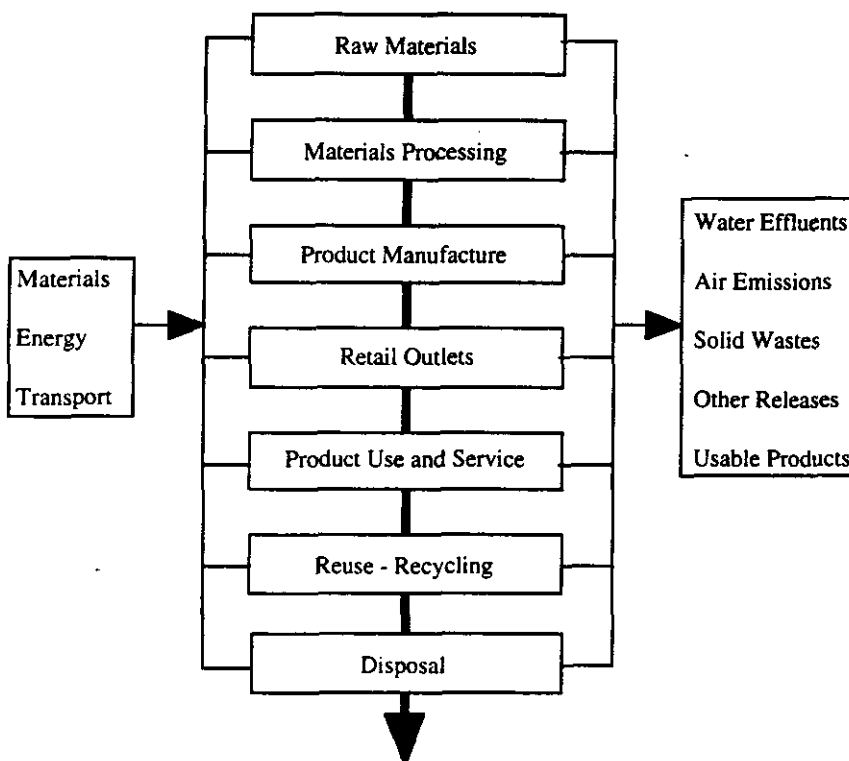 Raw Materials
Materials Processing
Product Manufacture
Retail Outlets
Product Use and Service
Reuse - Recycling
Disposal
Materials
Energy
Transport
Water Effluents
Air Emissions
Solid Wastes
Other Releases
Usable Products